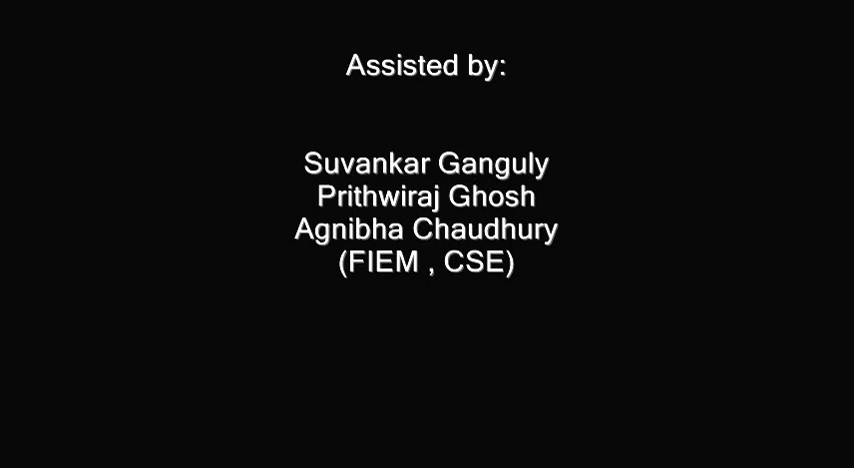 Assisted by:
Suvankar Ganguly
Prithwiraj Ghosh
Agnibha Chaudhury
(FIEM , CSE)